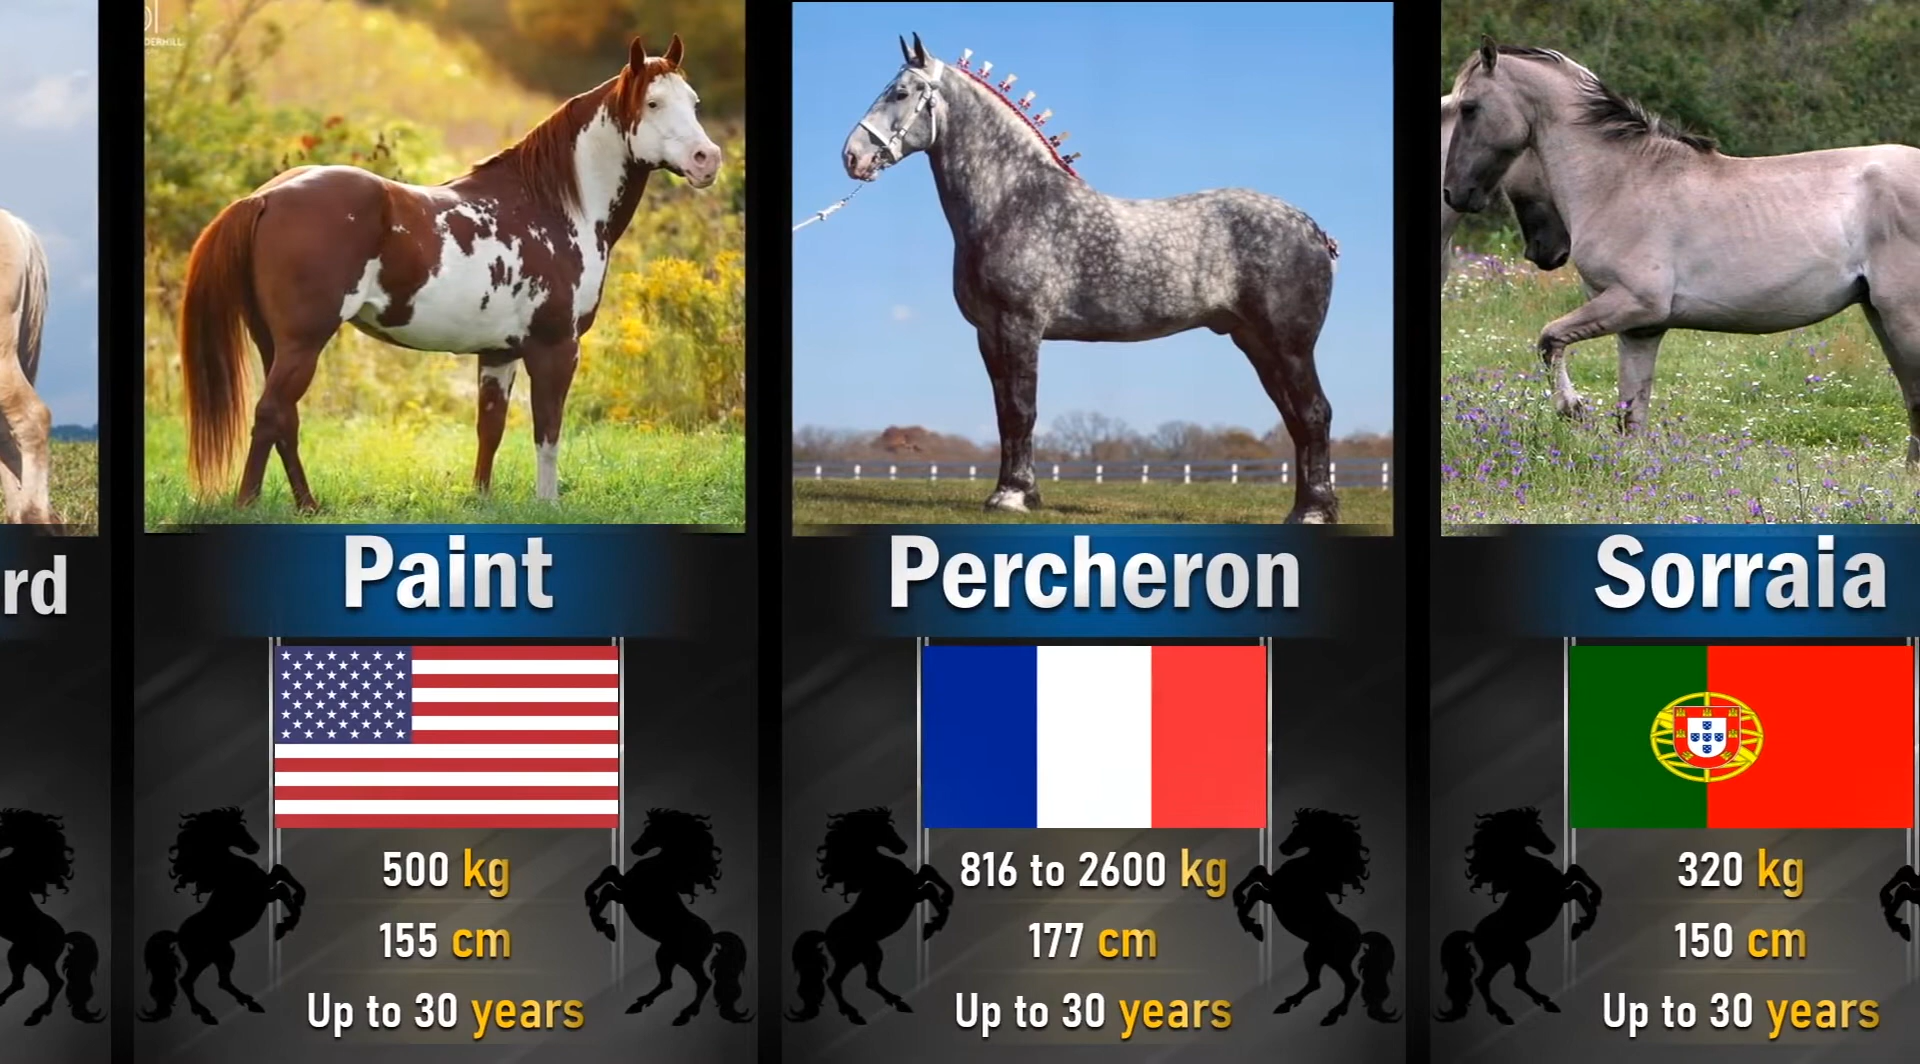 rd
Paint
500 kg
155 cm
Up to 30 years
Percheron
816 to 2600 kg
177 cm
Up to 30 years
Sorraia
320 kg
150 cm
Up to 30 years